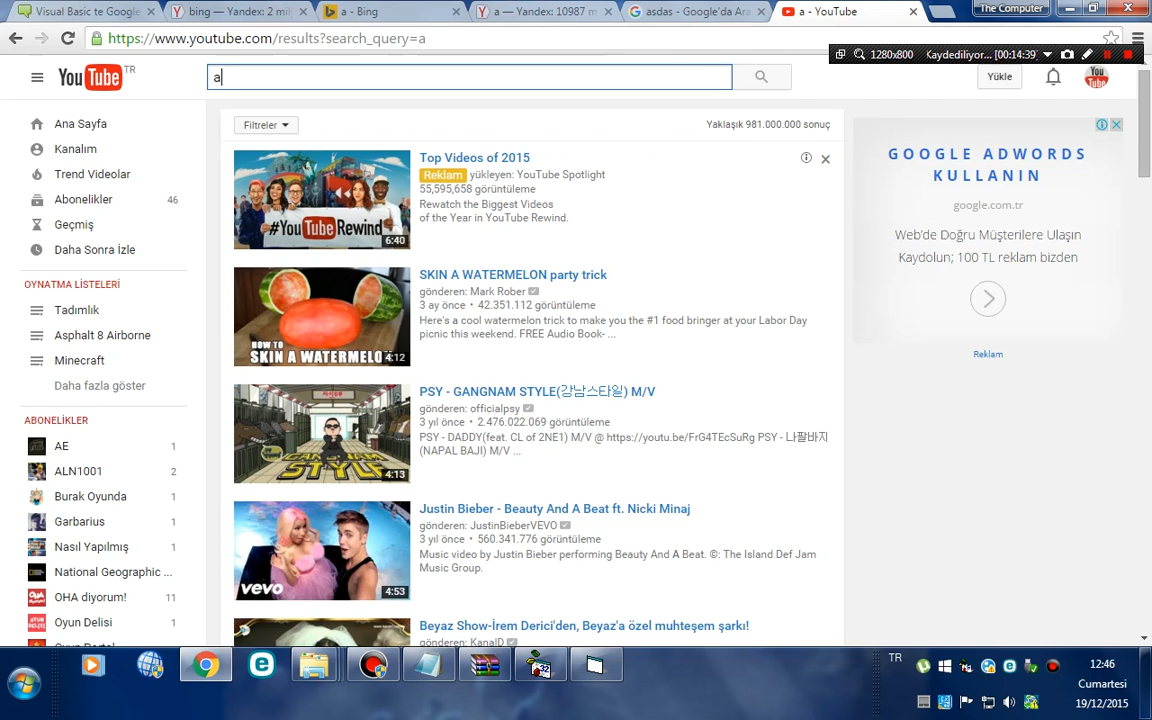 Visual Basic te Google
bing — Yandex: 2 mil
a - Bing
a — Yandex: 10987 m
asdas - Google'da Ara
a - YouTube
The Computer
https://www.youtube.com/results?search_query=a
1280x800 Kaydediliyor... [00:14:39]
YouTube TR
a
Yükle
You Tube
Ana Sayfa
Kanalım
Trend Videolar
Abonelikler 46
Geçmiş
Daha Sonra İzle
OYNATMA LİSTELERİ
Tadımlık
Asphalt 8 Airborne
Minecraft
Daha fazla göster
ABONELİKLER
AE 1
ALN1001 2
Burak Oyunda 1
Garbarius 1
Nasıl Yapılmış 1
National Geographic ... 1
OHA diyorum! 11
Oyun Delisi 1
Oyun Portal
Filtreler
Yaklaşık 981.000.000 sonuç
Top Videos of 2015
Reklam yükleyen: YouTube Spotlight
55,595,658 görüntüleme
Rewatch the Biggest Videos
of the Year in YouTube Rewind.
#YouTube Rewind
6:40
SKIN A WATERMELON party trick
gönderen: Mark Rober
3 ay önce • 42.351.112 görüntüleme
Here's a cool watermelon trick to make you the #1 food bringer at your Labor Day
picnic this weekend. FREE Audio Book- ...
HOW TO
SKIN A WATERMELO
4:12
PSY - GANGNAM STYLE(강남스타일) M/V
gönderen: officialpsy
3 yıl önce • 2.476.022.069 görüntüleme
PSY - DADDY(feat. CL of 2NE1) M/V @ https://youtu.be/FrG4TEcSuRg PSY - 나팔바지
(NAPAL BAJI) M/V ...
GANGNAM
STYLE
4:13
Justin Bieber - Beauty And A Beat ft. Nicki Minaj
gönderen: JustinBieberVEVO
3 yıl önce • 560.341.776 görüntüleme
Music video by Justin Bieber performing Beauty And A Beat. ©: The Island Def Jam
Music Group.
vevo
4:53
Beyaz Show-İrem Derici'den, Beyaz'a özel muhteşem şarkı!
gönderen: KanalD
GOOGLE ADWORDS
KULLANIN
google.com.tr
Web'de Doğru Müşterilere Ulaşın
Kaydolun; 100 TL reklam bizden
Reklam
TR
12:46
Cumartesi
19/12/2015